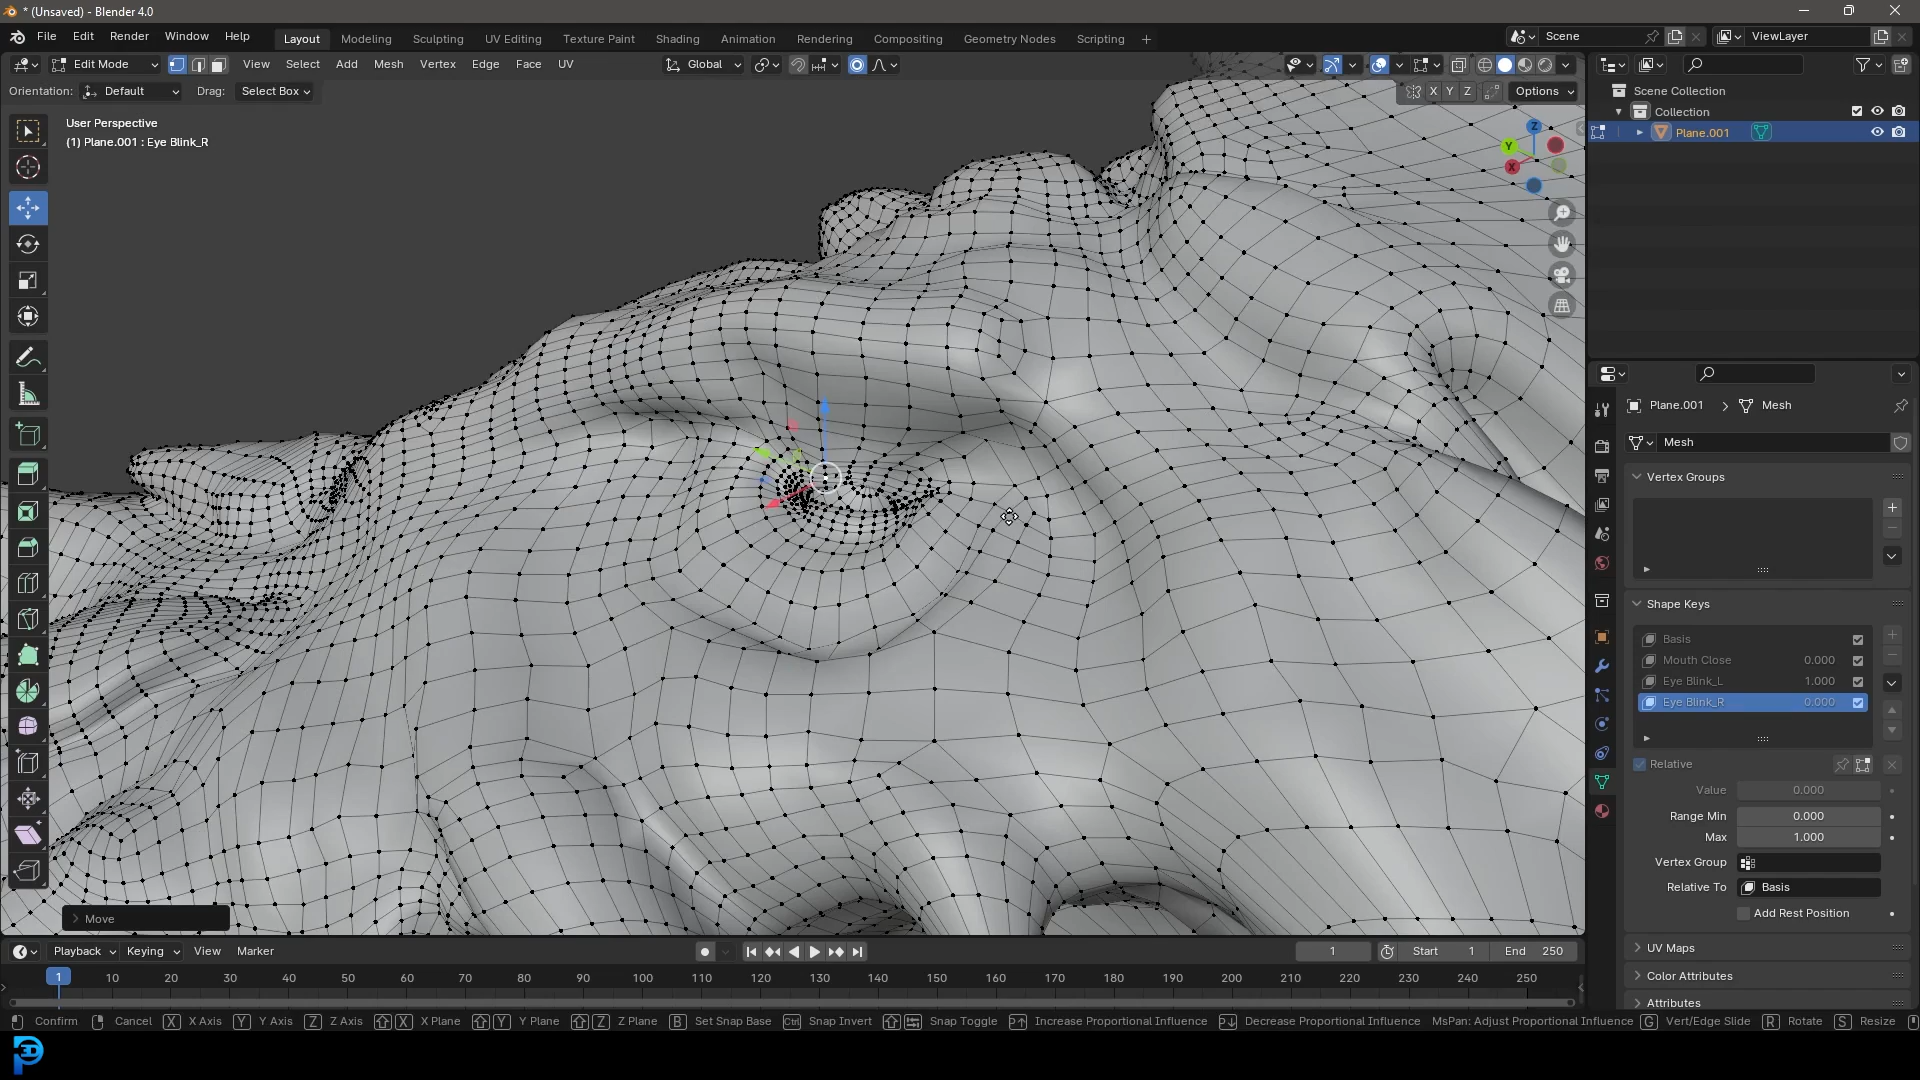 * (Unsaved) - Blender 4.0
File Edit Render Window Help Layout Modeling Sculpting UV Editing Texture Paint Shading Animation Rendering Compositing Geometry Nodes Scripting + Scene ViewLayer
Edit Mode View Select Add Mesh Vertex Edge Face UV Global
Orientation: Default Drag: Select Box X Y Z Options
User Perspective
(1) Plane.001 : Eye Blink_R
Z
Y
X
Scene Collection
Collection
Plane.001
Plane.001 > Mesh
Mesh
Vertex Groups
Shape Keys
Basis
Mouth Close 0.000
Eye Blink_L 1.000
Eye Blink_R 0.000
Relative
Value 0.000
Range Min 0.000
Max 1.000
Vertex Group
Relative To Basis
Add Rest Position
UV Maps
Color Attributes
Attributes
> Move
Playback Keying View Marker 1 Start 1 End 250
1 10 20 30 40 50 60 70 80 90 100 110 120 130 140 150 160 170 180 190 200 210 220 230 240 250
Confirm Cancel X X Axis Y Y Axis Z Z Axis X X Plane Y Y Plane Z Z Plane B Set Snap Base Ctrl Snap Invert Snap Toggle Increase Proportional Influence Decrease Proportional Influence MsPan: Adjust Proportional Influence G Vert/Edge Slide R Rotate S Resize
3D